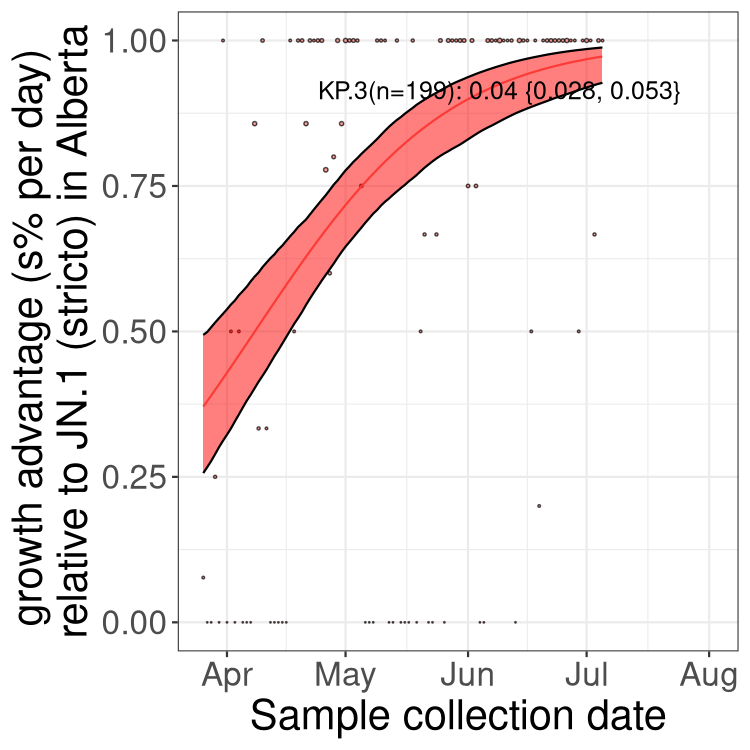 growth advantage (s% per day)
relative to JN.1 (stricto) in Alberta
1.00
0.75
0.50
0.25
0.00
KP.3(n=199): 0.04 {0.028, 0.053}
Apr May Jun Jul Aug
Sample collection date